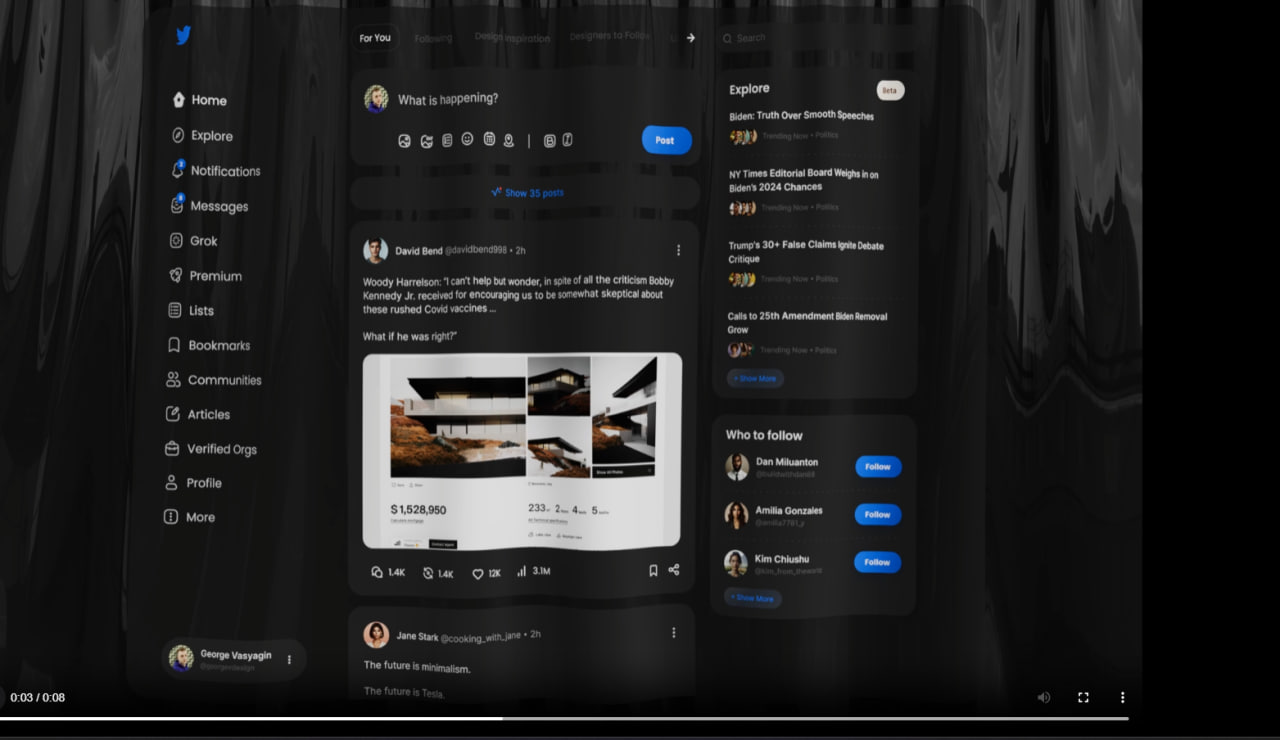 For You
Following
Design Inspiration
Designers to Follow
Search
Home
Explore
Notifications
Messages
Grok
Premium
Lists
Bookmarks
Communities
Articles
Verified Orgs
Profile
More
George Vasyagin
@georgevdesign
What is happening?
Post
Show 35 posts
David Bend @davidbend998 • 2h
Woody Harrelson: "I can't help but wonder, in spite of all the criticism Bobby
Kennedy Jr. received for encouraging us to be somewhat skeptical about
these rushed Covid vaccines ...
What if he was right?"
Show All Photos
$1,528,950
233
2
4
5
Contact agent
1.4K
1.4K
12K
3.1M
Jane Stark @cooking_with_jane • 2h
The future is minimalism.
The future is Tesla.
Explore
Beta
Biden: Truth Over Smooth Speeches
Trending Now • Politics
NY Times Editorial Board Weighs in on
Biden's 2024 Chances
Trending Now • Politics
Trump's 30+ False Claims Ignite Debate
Critique
Trending Now • Politics
Calls to 25th Amendment Biden Removal
Grow
Trending Now • Politics
+ Show More
Who to follow
Dan Miluanton
@buildwithdan88
Follow
Amilia Gonzales
@amilia7781_y
Follow
Kim Chiushu
@kim_from_theworld
Follow
+ Show More
0:03 / 0:08